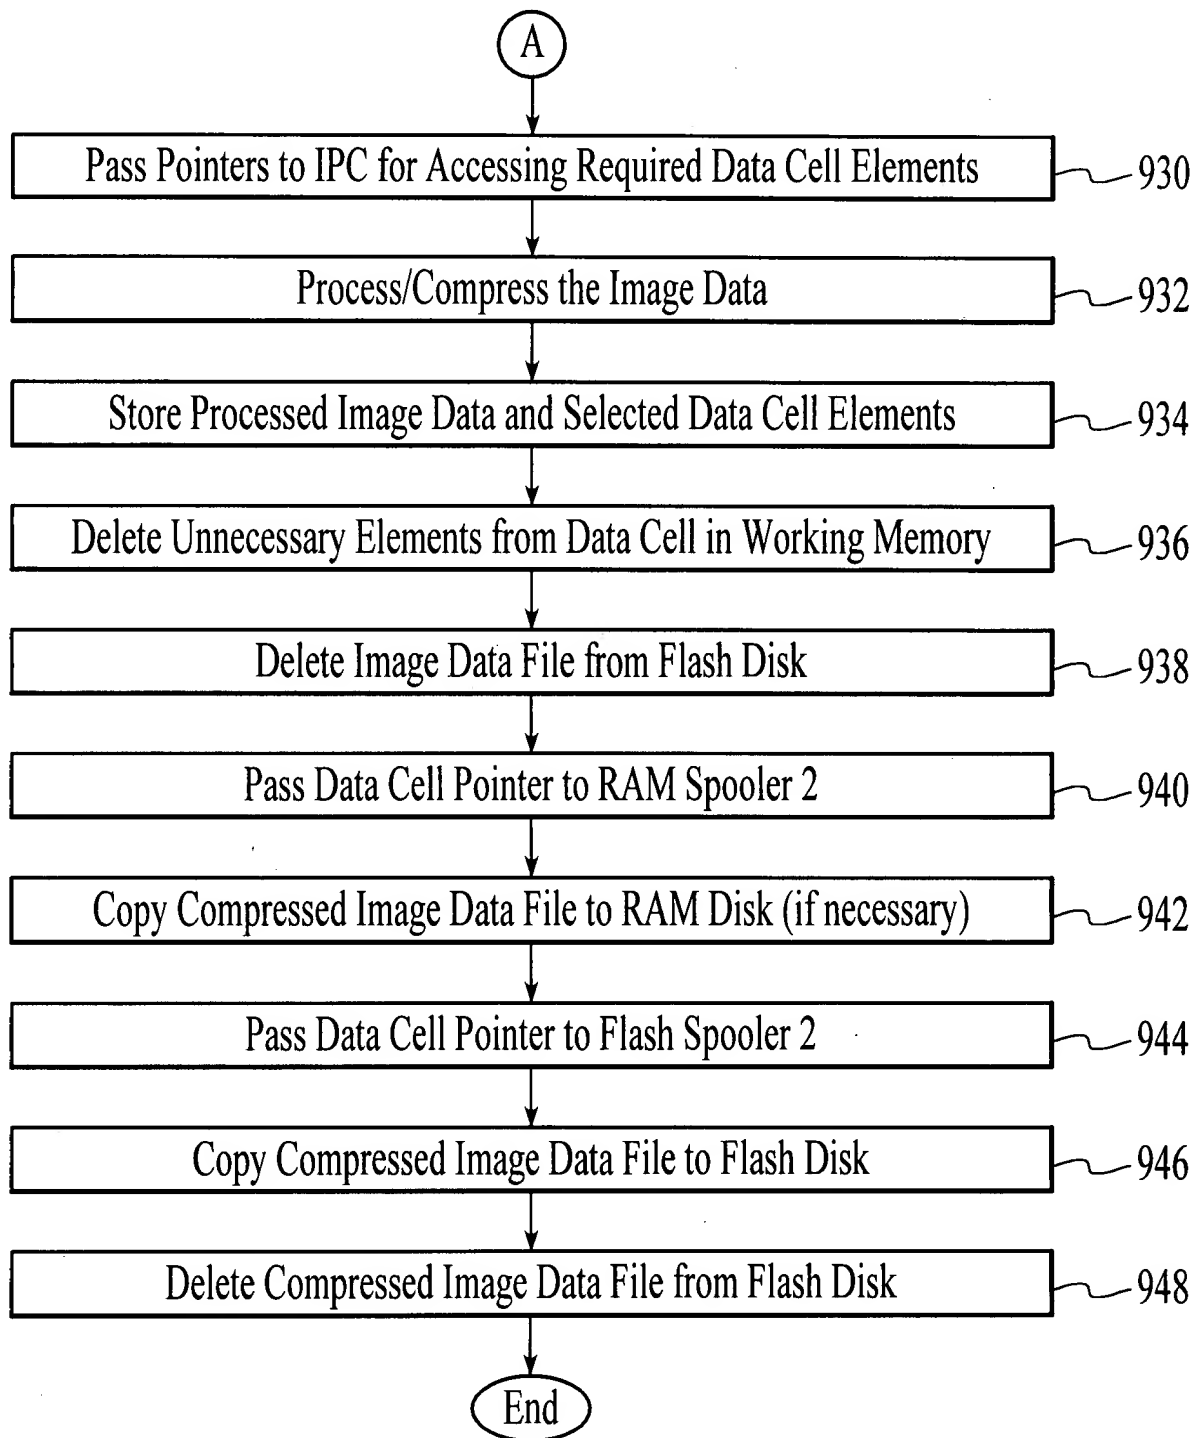 A
Pass Pointers to IPC for Accessing Required Data Cell Elements
930
Process/Compress the Image Data
932
Store Processed Image Data and Selected Data Cell Elements
934
Delete Unnecessary Elements from Data Cell in Working Memory
936
Delete Image Data File from Flash Disk
938
Pass Data Cell Pointer to RAM Spooler 2
940
Copy Compressed Image Data File to RAM Disk (if necessary)
942
Pass Data Cell Pointer to Flash Spooler 2
944
Copy Compressed Image Data File to Flash Disk
946
Delete Compressed Image Data File from Flash Disk
948
End